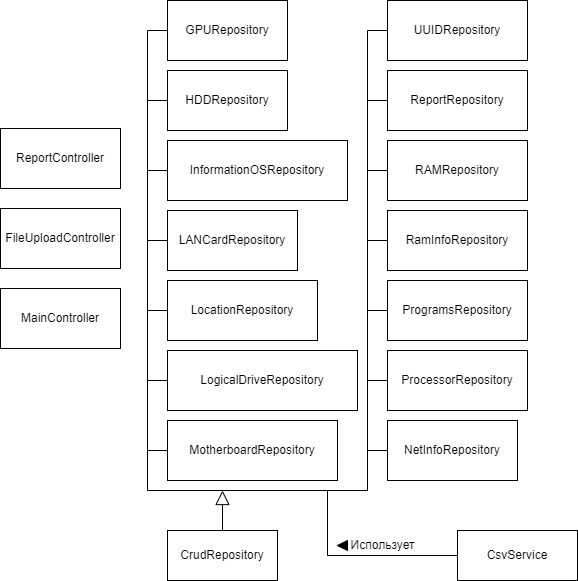 GPURepository
UUIDRepository
HDDRepository
ReportRepository
ReportController
InformationOSRepository
RAMRepository
FileUploadController
LANCardRepository
RamInfoRepository
MainController
LocationRepository
ProgramsRepository
LogicalDriveRepository
ProcessorRepository
MotherboardRepository
NetInfoRepository
Использует
CrudRepository
CsvService